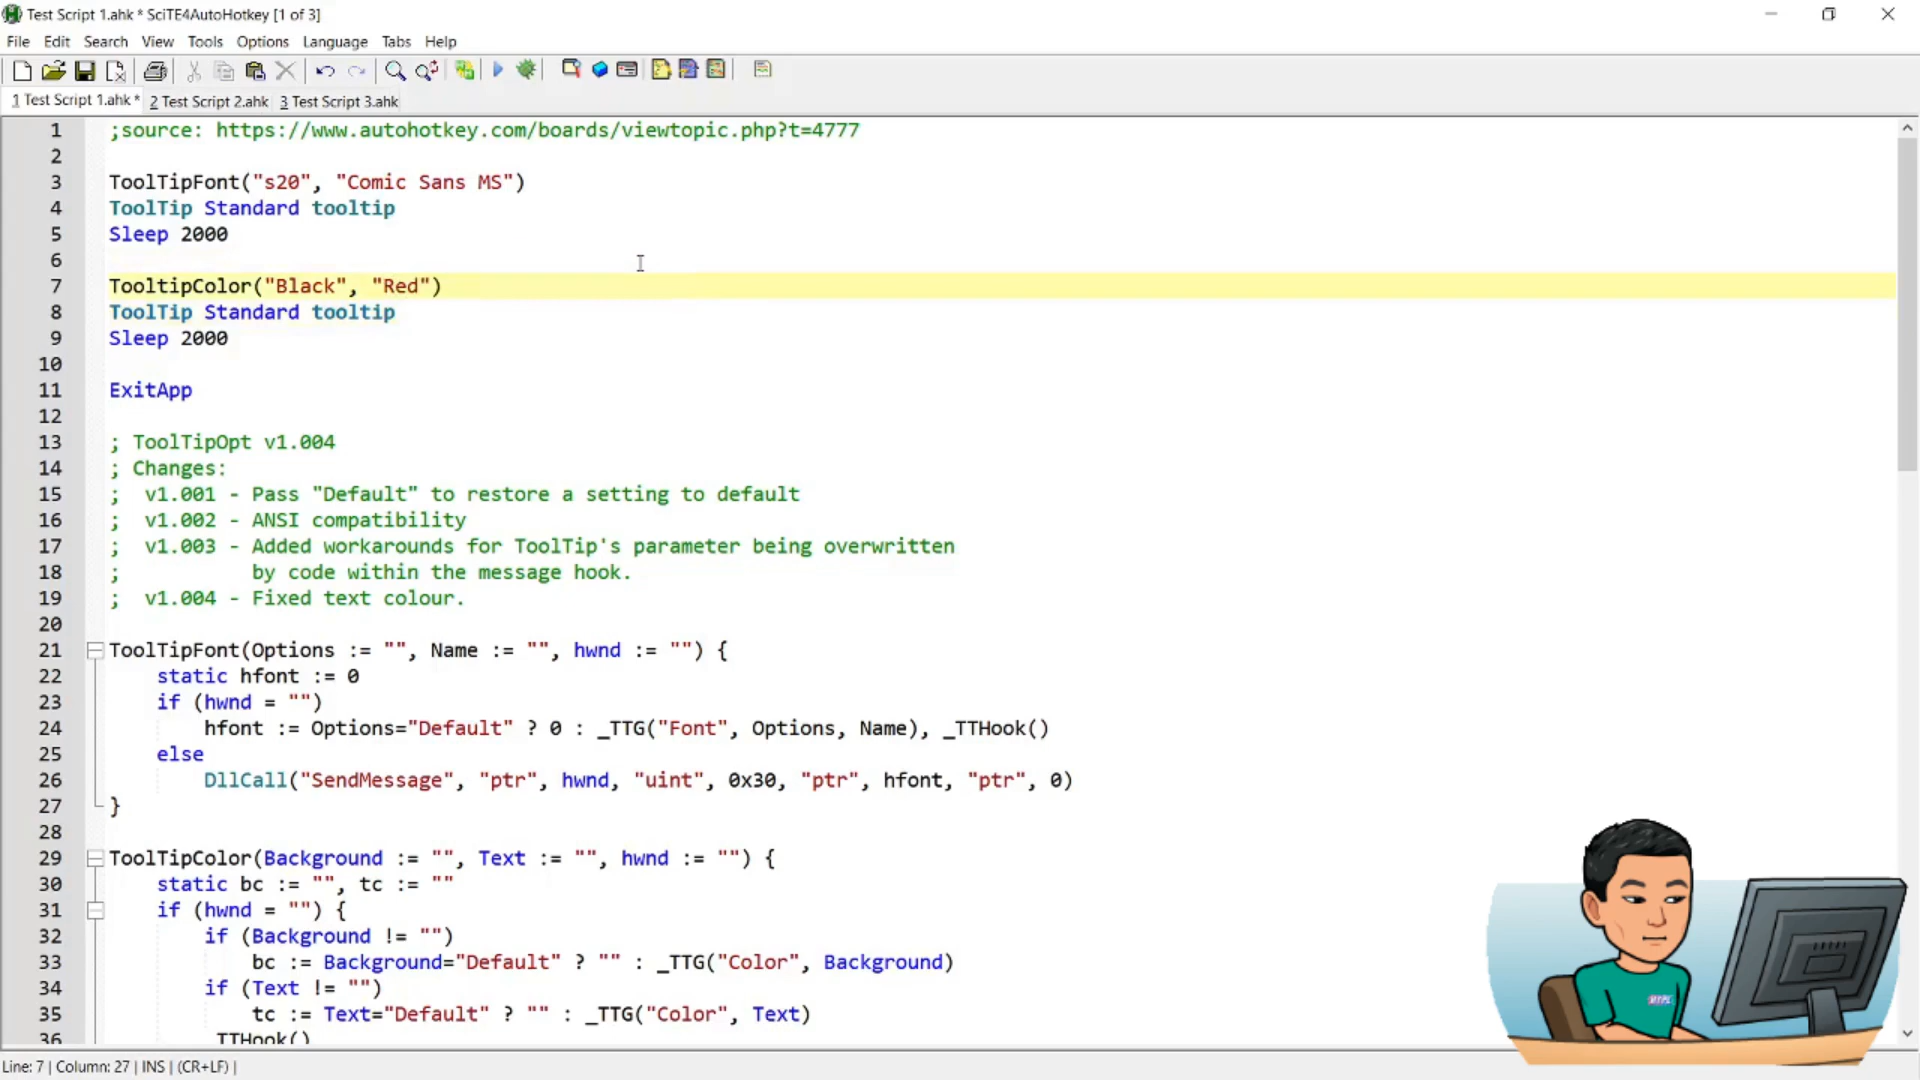 Test Script 1.ahk * SciTE4AutoHotkey [1 of 3]
File Edit Search View Tools Options Language Tabs Help
1 Test Script 1.ahk * 2 Test Script 2.ahk 3 Test Script 3.ahk
1 ;source: https://www.autohotkey.com/boards/viewtopic.php?t=4777
2
3 ToolTipFont("s20", "Comic Sans MS")
4 ToolTip Standard tooltip
5 Sleep 2000
6
7 TooltipColor("Black", "Red")
8 ToolTip Standard tooltip
9 Sleep 2000
10
11 ExitApp
12
13 ; ToolTipOpt v1.004
14 ; Changes:
15 ;  v1.001 - Pass "Default" to restore a setting to default
16 ;  v1.002 - ANSI compatibility
17 ;  v1.003 - Added workarounds for ToolTip's parameter being overwritten
18 ;           by code within the message hook.
19 ;  v1.004 - Fixed text colour.
20
21 ToolTipFont(Options := "", Name := "", hwnd := "") {
22     static hfont := 0
23     if (hwnd = "")
24         hfont := Options="Default" ? 0 : _TTG("Font", Options, Name), _TTHook()
25     else
26         DllCall("SendMessage", "ptr", hwnd, "uint", 0x30, "ptr", hfont, "ptr", 0)
27 }
28
29 ToolTipColor(Background := "", Text := "", hwnd := "") {
30     static bc := "", tc := ""
31     if (hwnd = "") {
32         if (Background != "")
33             bc := Background="Default" ? "" : _TTG("Color", Background)
34         if (Text != "")
35             tc := Text="Default" ? "" : _TTG("Color", Text)
36         _TTHook()
Line: 7 | Column: 27 | INS | (CR+LF) |